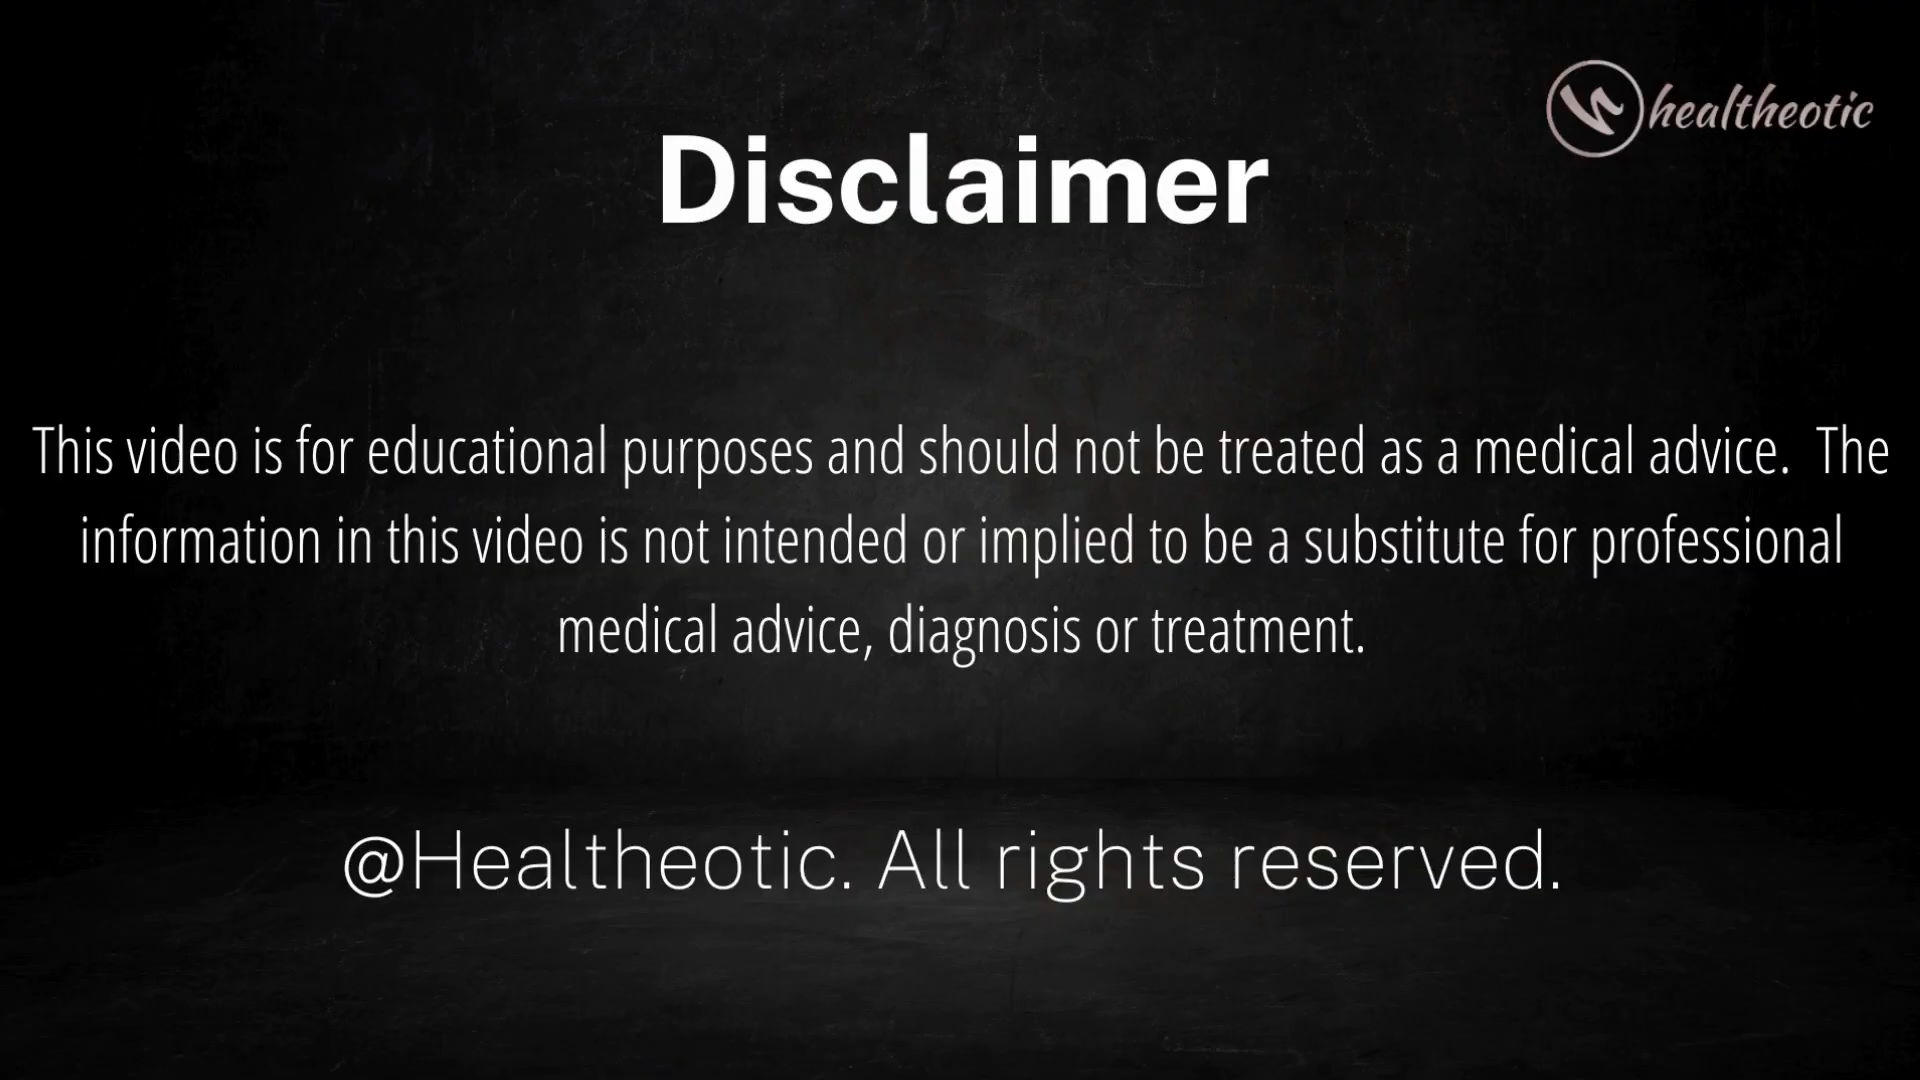 healtheotic
Disclaimer
This video is for educational purposes and should not be treated as a medical advice.  The
information in this video is not intended or implied to be a substitute for professional
medical advice, diagnosis or treatment.
@Healtheotic. All rights reserved.